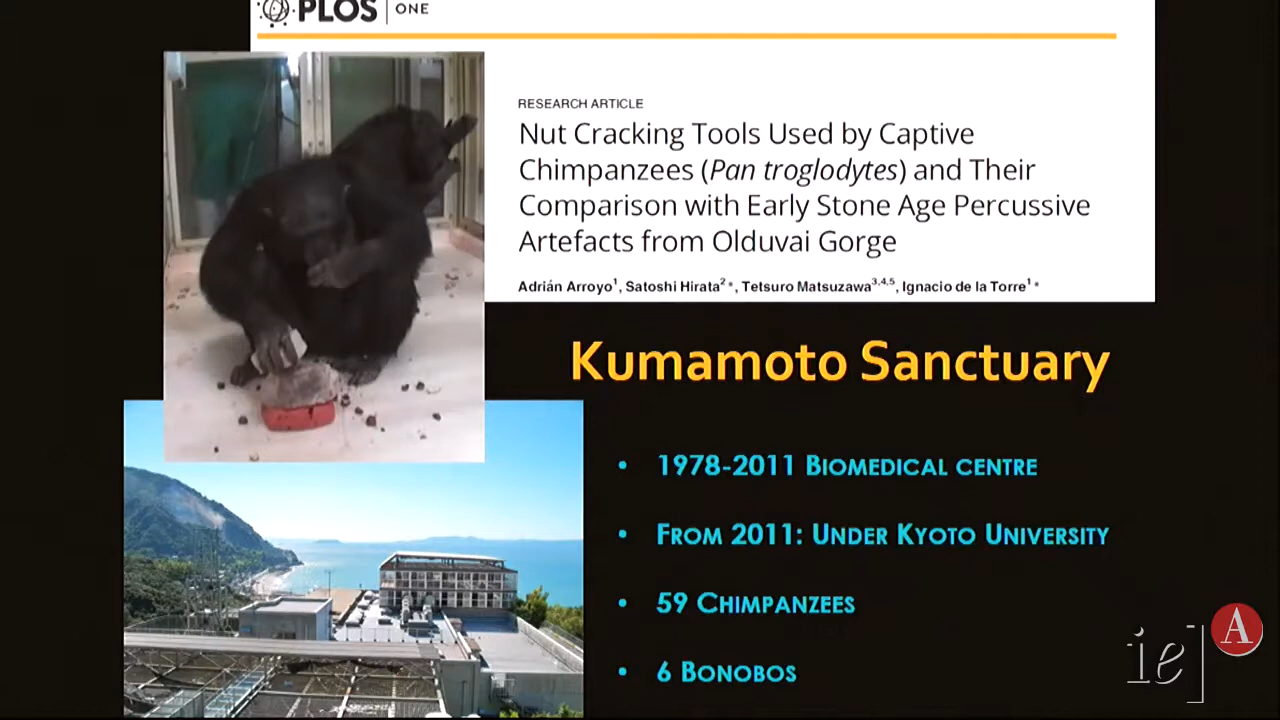 PLOS | ONE
RESEARCH ARTICLE
Nut Cracking Tools Used by Captive
Chimpanzees (Pan troglodytes) and Their
Comparison with Early Stone Age Percussive
Artefacts from Olduvai Gorge
Adrián Arroyo1, Satoshi Hirata2*, Tetsuro Matsuzawa3,4,5, Ignacio de la Torre1*
Kumamoto Sanctuary
• 1978-2011 BIOMEDICAL CENTRE
• FROM 2011: UNDER KYOTO UNIVERSITY
• 59 CHIMPANZEES
• 6 BONOBOS
ie] A